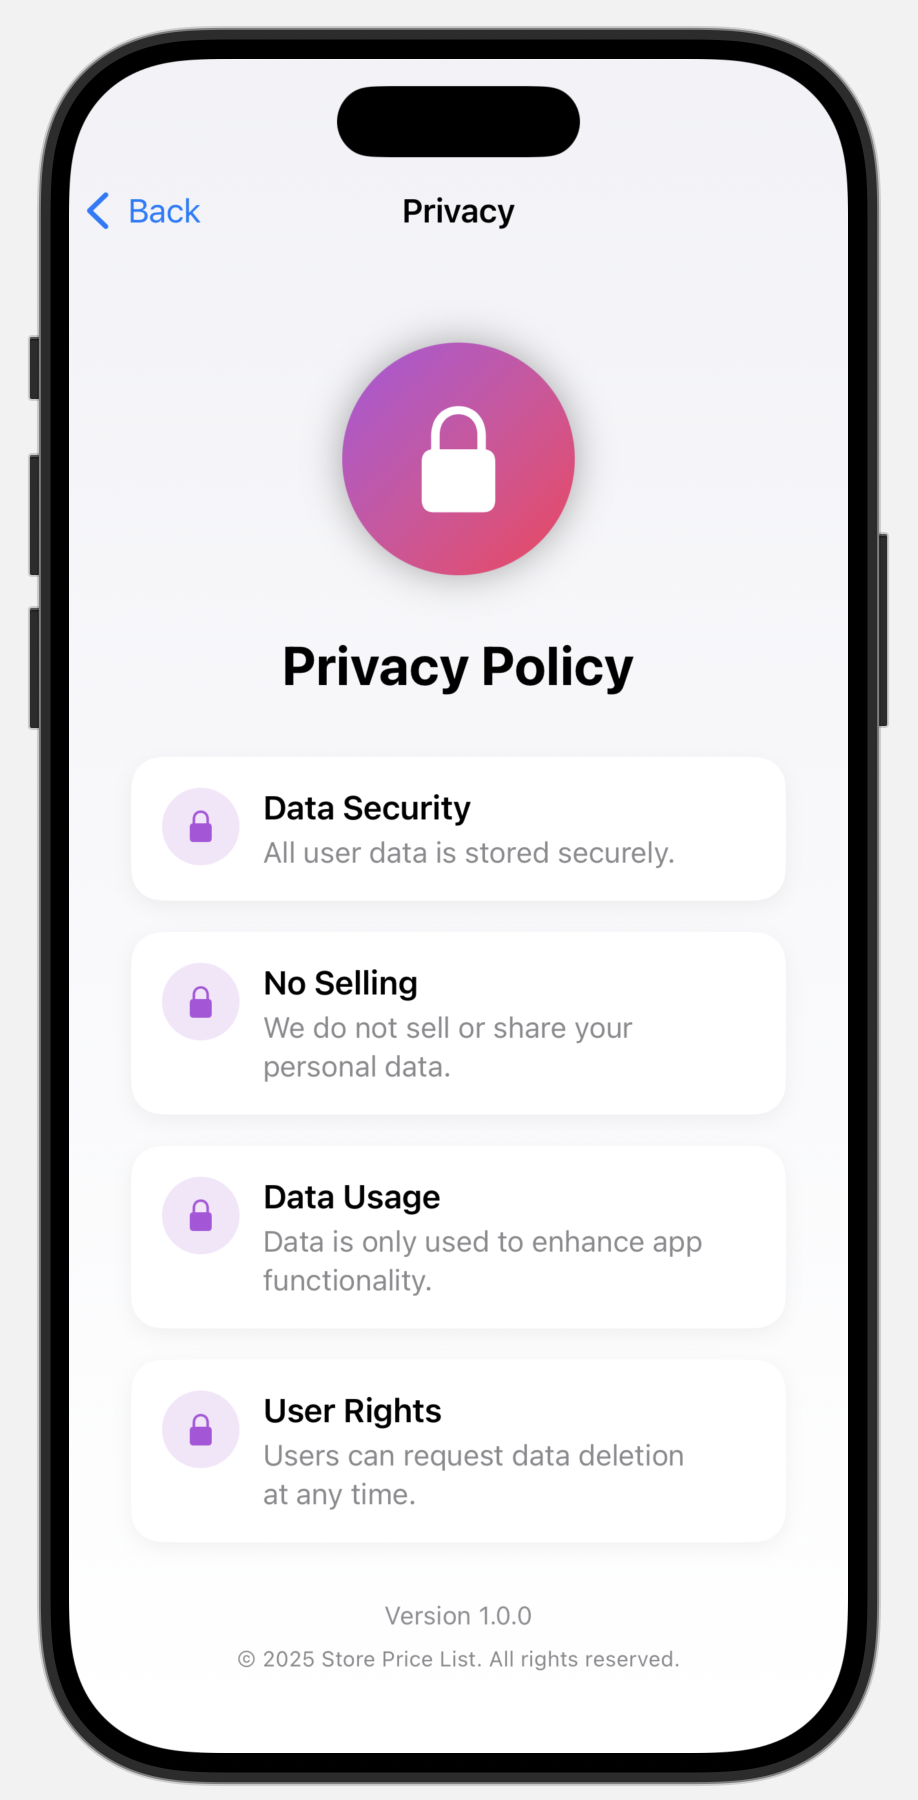 Back
Privacy
Privacy Policy
Data Security
All user data is stored securely.
No Selling
We do not sell or share your
personal data.
Data Usage
Data is only used to enhance app
functionality.
User Rights
Users can request data deletion
at any time.
Version 1.0.0
© 2025 Store Price List. All rights reserved.